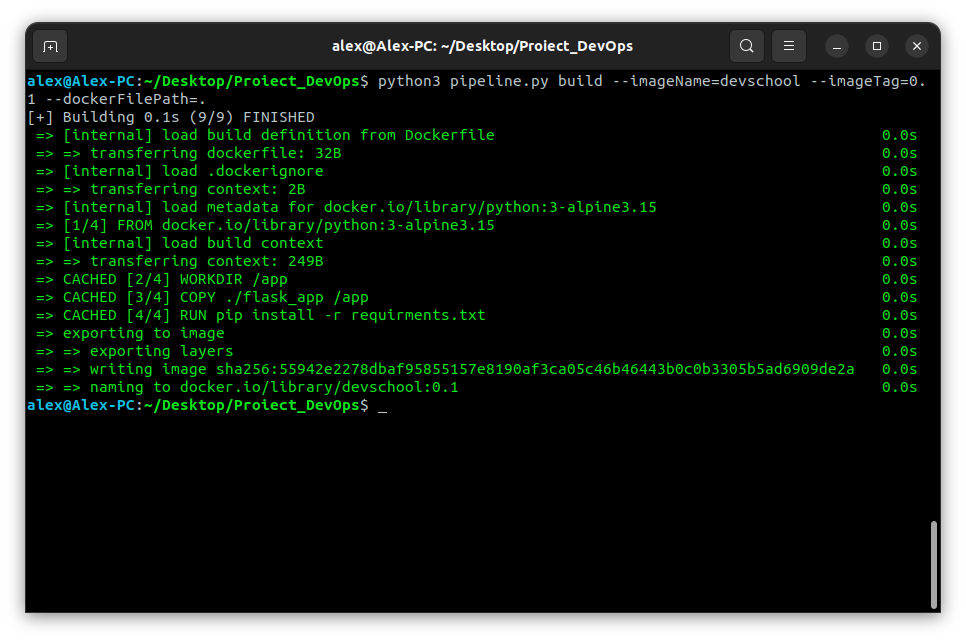 alex@Alex-PC: ~/Desktop/Proiect_DevOps
alex@Alex-PC:~/Desktop/Proiect_DevOps$ python3 pipeline.py build --imageName=devschool --imageTag=0.
1 --dockerFilePath=.
[+] Building 0.1s (9/9) FINISHED
=> [internal] load build definition from Dockerfile 0.0s
=> => transferring dockerfile: 32B 0.0s
=> [internal] load .dockerignore 0.0s
=> => transferring context: 2B 0.0s
=> [internal] load metadata for docker.io/library/python:3-alpine3.15 0.0s
=> [1/4] FROM docker.io/library/python:3-alpine3.15 0.0s
=> [internal] load build context 0.0s
=> => transferring context: 249B 0.0s
=> CACHED [2/4] WORKDIR /app 0.0s
=> CACHED [3/4] COPY ./flask_app /app 0.0s
=> CACHED [4/4] RUN pip install -r requirments.txt 0.0s
=> exporting to image 0.0s
=> => exporting layers 0.0s
=> => writing image sha256:55942e2278dbaf95855157e8190af3ca05c46b46443b0c0b3305b5ad6909de2a 0.0s
=> => naming to docker.io/library/devschool:0.1 0.0s
alex@Alex-PC:~/Desktop/Proiect_DevOps$ _